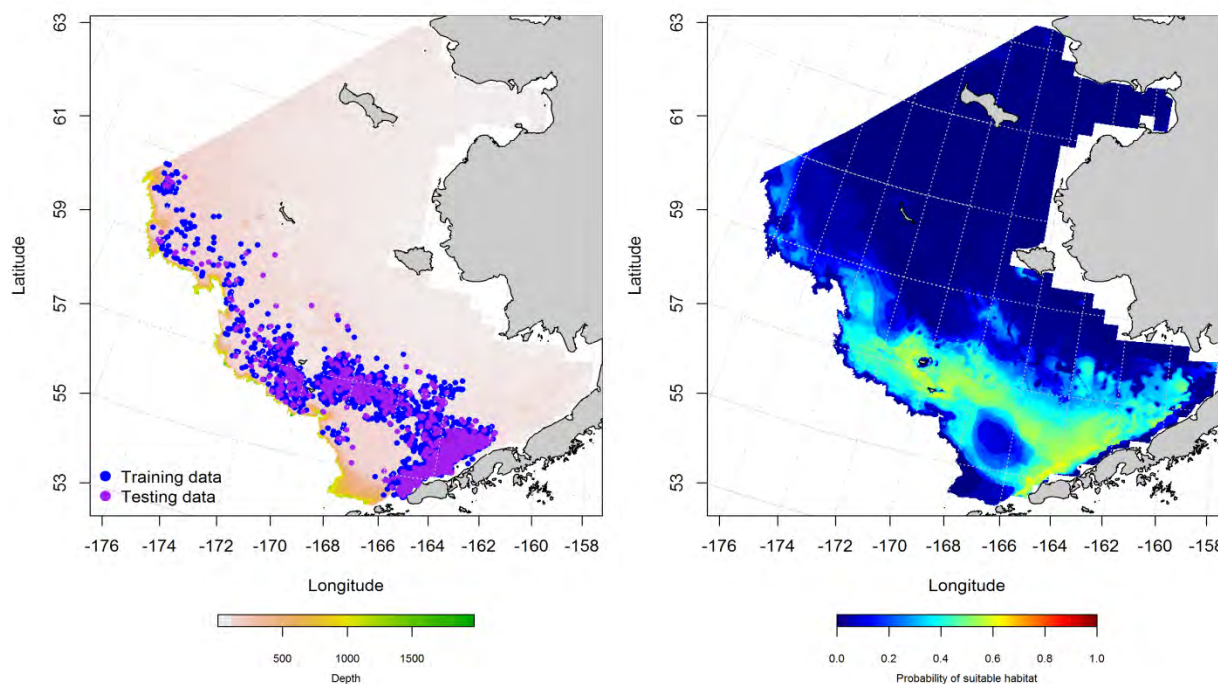 63
61
59
57
55
53
Latitude
Training data
Testing data
-176 -174 -172 -170 -168 -166 -164 -162 -160 -158
Longitude
500 1000 1500
Depth
63
61
59
57
55
53
Latitude
-176 -174 -172 -170 -168 -166 -164 -162 -160 -158
Longitude
0.0 0.2 0.4 0.6 0.8 1.0
Probability of suitable habitat